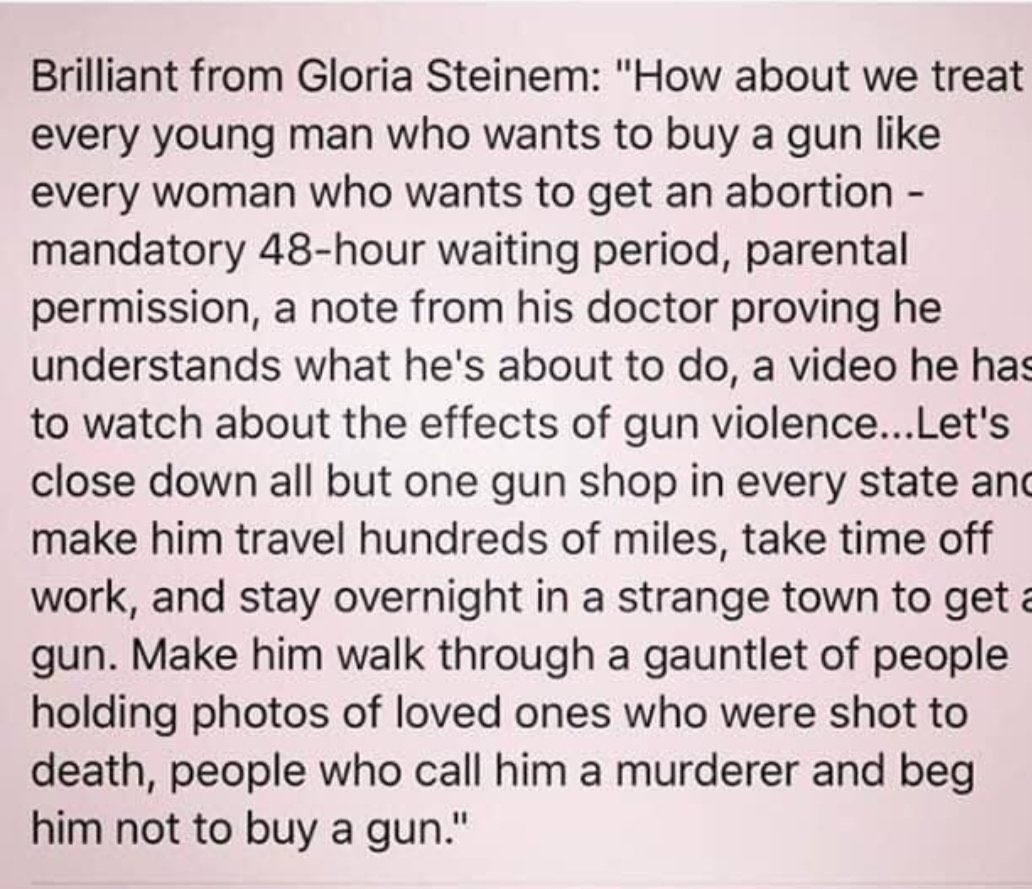 Brilliant from Gloria Steinem: "How about we treat
every young man who wants to buy a gun like
every woman who wants to get an abortion -
mandatory 48-hour waiting period, parental
permission, a note from his doctor proving he
understands what he's about to do, a video he has
to watch about the effects of gun violence...Let's
close down all but one gun shop in every state and
make him travel hundreds of miles, take time off
work, and stay overnight in a strange town to get a
gun. Make him walk through a gauntlet of people
holding photos of loved ones who were shot to
death, people who call him a murderer and beg
him not to buy a gun."